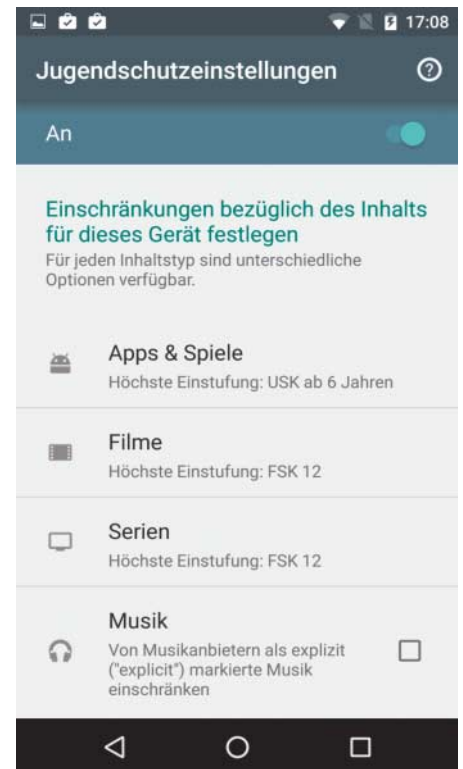 17:08
Jugendschutzeinstellungen
An
Einschränkungen bezüglich des Inhalts
für dieses Gerät festlegen
Für jeden Inhaltstyp sind unterschiedliche
Optionen verfügbar.
Apps & Spiele
Höchste Einstufung: USK ab 6 Jahren
Filme
Höchste Einstufung: FSK 12
Serien
Höchste Einstufung: FSK 12
Musik
Von Musikanbietern als explizit
("explicit") markierte Musik
einschränken